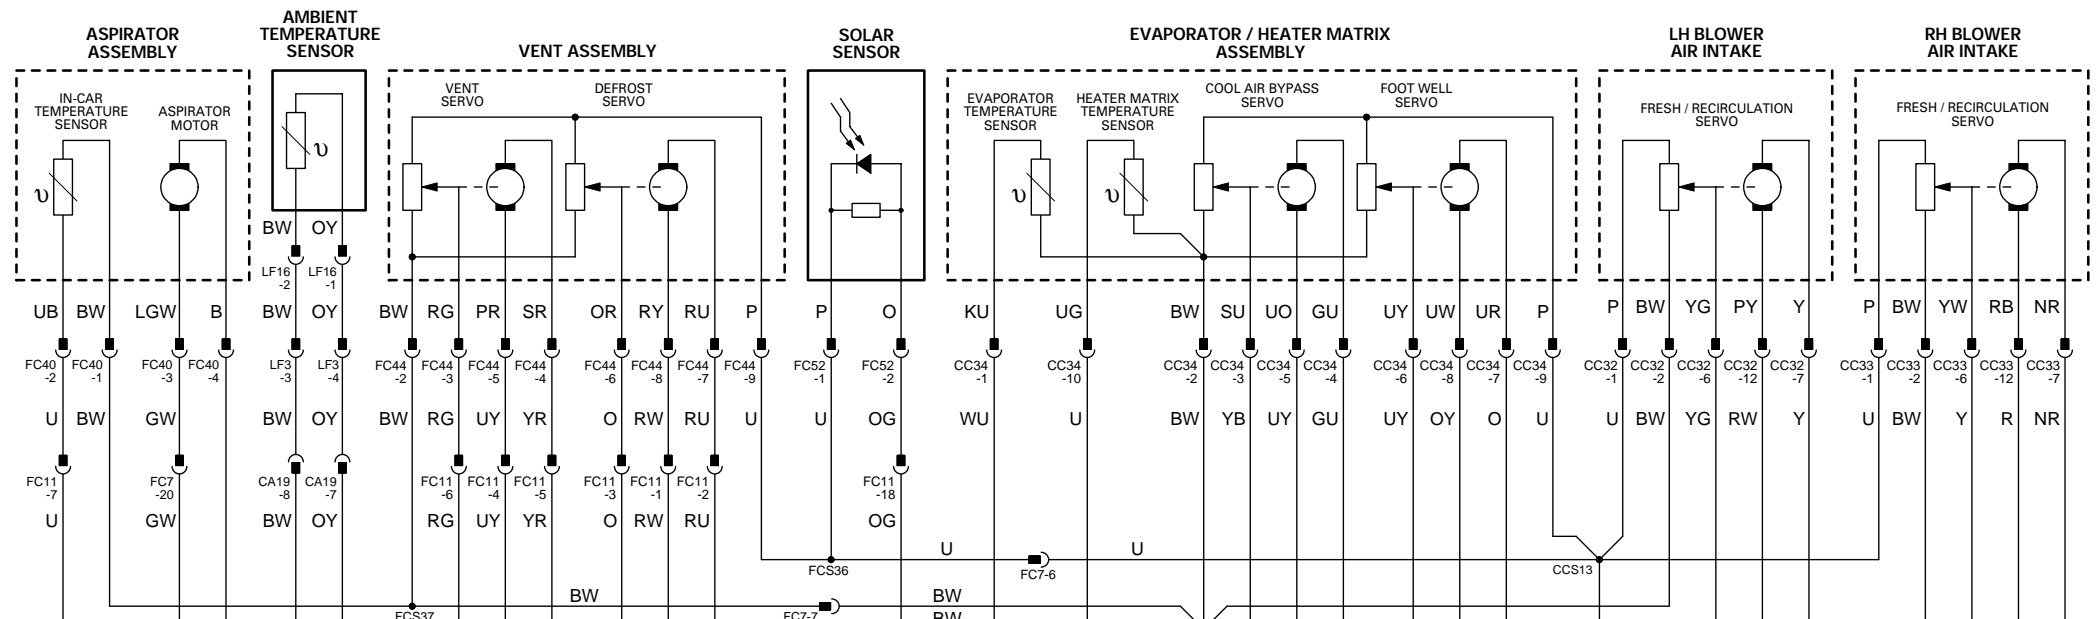 ASPIRATOR
ASSEMBLY
AMBIENT
TEMPERATURE
SENSOR
VENT ASSEMBLY
SOLAR
SENSOR
EVAPORATOR / HEATER MATRIX
ASSEMBLY
LH BLOWER
AIR INTAKE
RH BLOWER
AIR INTAKE
IN-CAR
TEMPERATURE
SENSOR
ASPIRATOR
MOTOR
VENT
SERVO
DEFROST
SERVO
EVAPORATOR
TEMPERATURE
SENSOR
HEATER MATRIX
TEMPERATURE
SENSOR
COOL AIR BYPASS
SERVO
FOOT WELL
SERVO
FRESH / RECIRCULATION
SERVO
FRESH / RECIRCULATION
SERVO
υ υ υ υ
BW OY
LF16 LF16
-2 -1
UB BW LGW B BW OY BW RG PR SR OR RY RU P P O KU UG BW SU UO GU UY UW UR P P BW YG PY Y P BW YW RB NR
FC40 FC40 FC40 FC40 LF3 LF3 FC44 FC44 FC44 FC44 FC44 FC44 FC44 FC44 FC52 FC52 CC34 CC34 CC34 CC34 CC34 CC34 CC34 CC34 CC34 CC34 CC32 CC32 CC32 CC32 CC32 CC33 CC33 CC33 CC33 CC33
-2 -1 -3 -4 -3 -4 -2 -3 -5 -4 -6 -8 -7 -9 -1 -2 -1 -10 -2 -3 -5 -4 -6 -8 -7 -9 -1 -2 -6 -12 -7 -1 -2 -6 -12 -7
U BW GW BW OY BW RG UY YR O RW RU U U OG WU U BW YB UY GU UY OY O U U BW YG RW Y U BW Y R NR
FC11 FC7 CA19 CA19 FC11 FC11 FC11 FC11 FC11 FC11 FC11
-7 -20 -8 -7 -6 -4 -5 -3 -1 -2 -18
U GW BW OY RG UY YR O RW RU OG
U U
FCS36 FC7-6 CCS13
BW BW
FCS37 FC7-7 BW